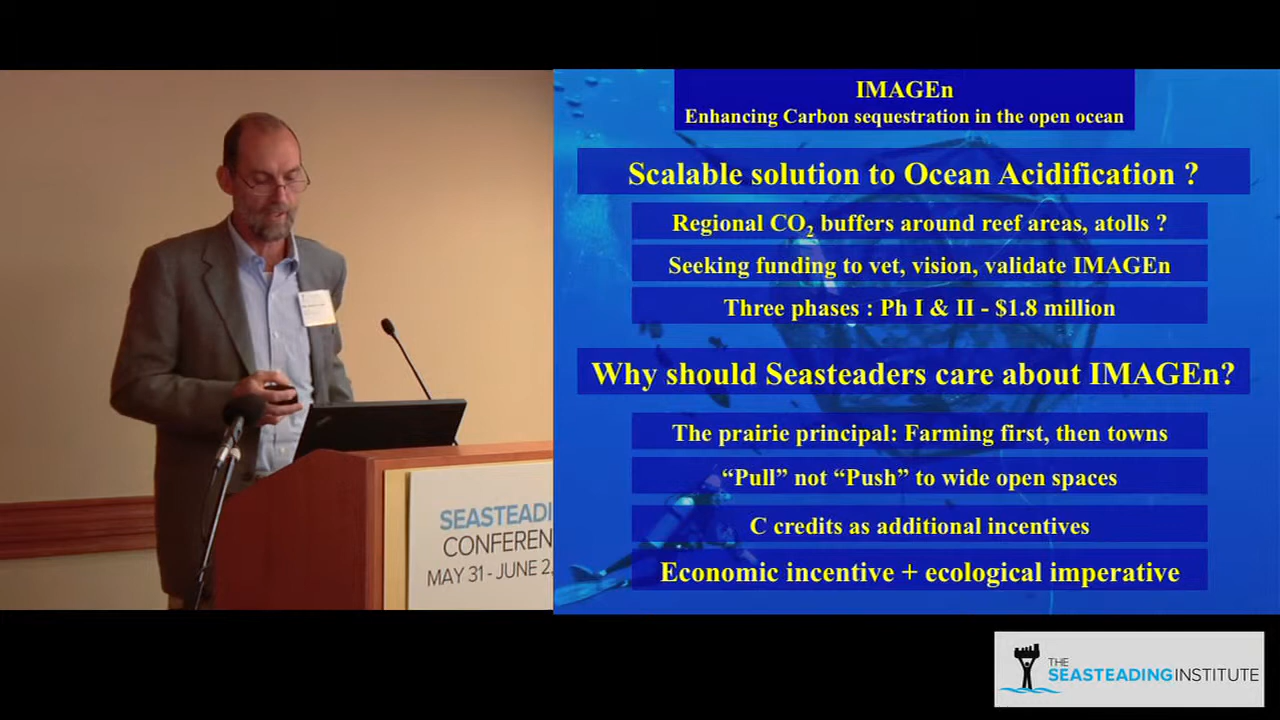 IMAGEn
Enhancing Carbon sequestration in the open ocean
Scalable solution to Ocean Acidification ?
Regional CO₂ buffers around reef areas, atolls ?
Seeking funding to vet, vision, validate IMAGEn
Three phases : Ph I & II - $1.8 million
Why should Seasteaders care about IMAGEn?
The prairie principal: Farming first, then towns
“Pull” not “Push” to wide open spaces
C credits as additional incentives
Economic incentive + ecological imperative
SEASTEADI
CONFEREN
MAY 31 - JUNE 2,
THE
SEASTEADING INSTITUTE